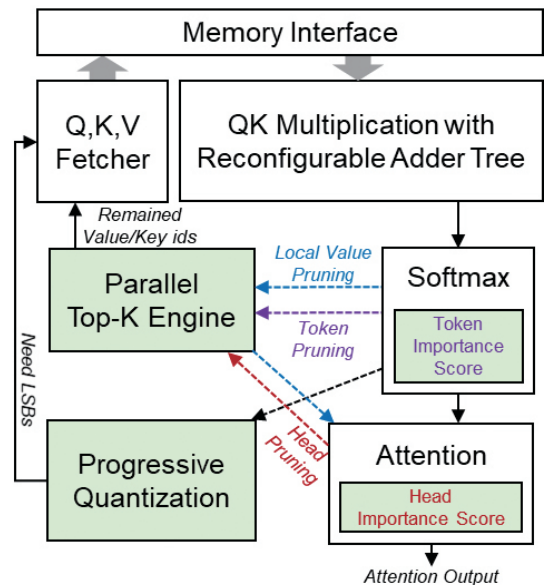 Memory Interface
Q,K,V
Fetcher
QK Multiplication with
Reconfigurable Adder Tree
Remained
Value/Key ids
Parallel
Top-K Engine
Local Value
Pruning
Token
Pruning
Softmax
Token
Importance
Score
Need LSBs
Head
Pruning
Progressive
Quantization
Attention
Head
Importance Score
Attention Output